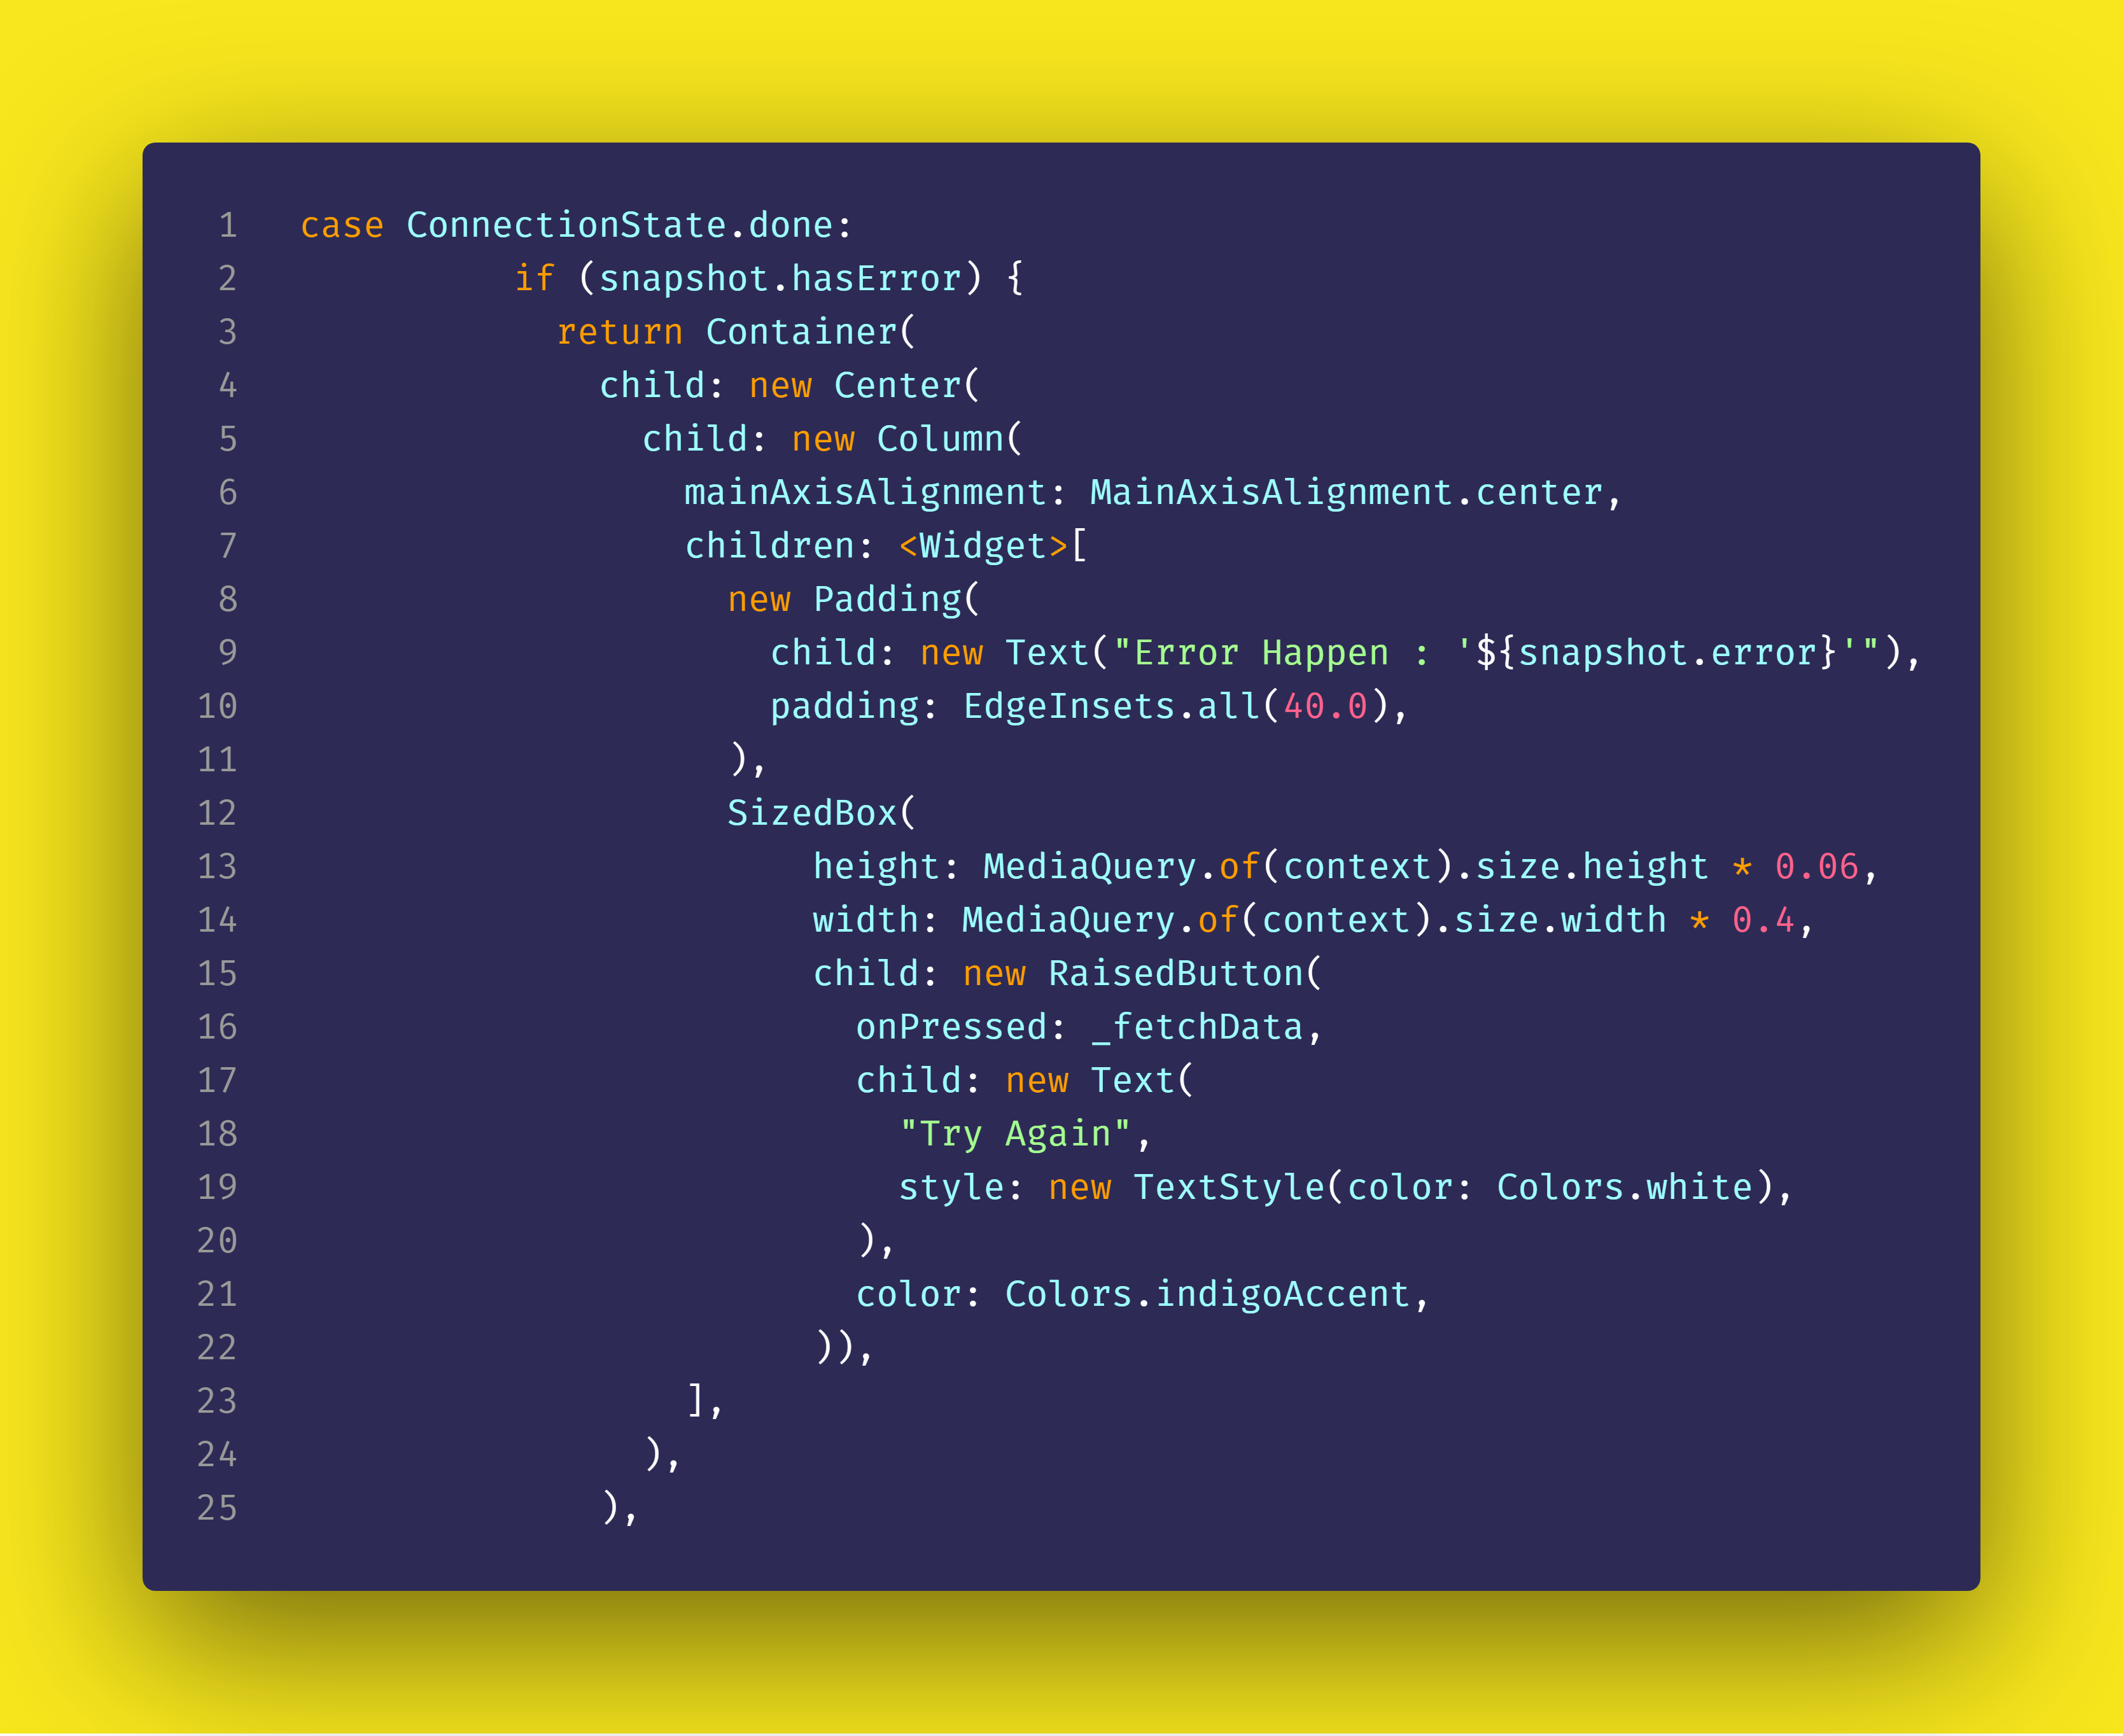 1 case ConnectionState.done:
2           if (snapshot.hasError) {
3             return Container(
4               child: new Center(
5                 child: new Column(
6                   mainAxisAlignment: MainAxisAlignment.center,
7                   children: <Widget>[
8                     new Padding(
9                       child: new Text("Error Happen : '${snapshot.error}'"),
10                       padding: EdgeInsets.all(40.0),
11                     ),
12                     SizedBox(
13                         height: MediaQuery.of(context).size.height * 0.06,
14                         width: MediaQuery.of(context).size.width * 0.4,
15                         child: new RaisedButton(
16                           onPressed: _fetchData,
17                           child: new Text(
18                             "Try Again",
19                             style: new TextStyle(color: Colors.white),
20                           ),
21                           color: Colors.indigoAccent,
22                         )),
23                   ],
24                 ),
25               ),